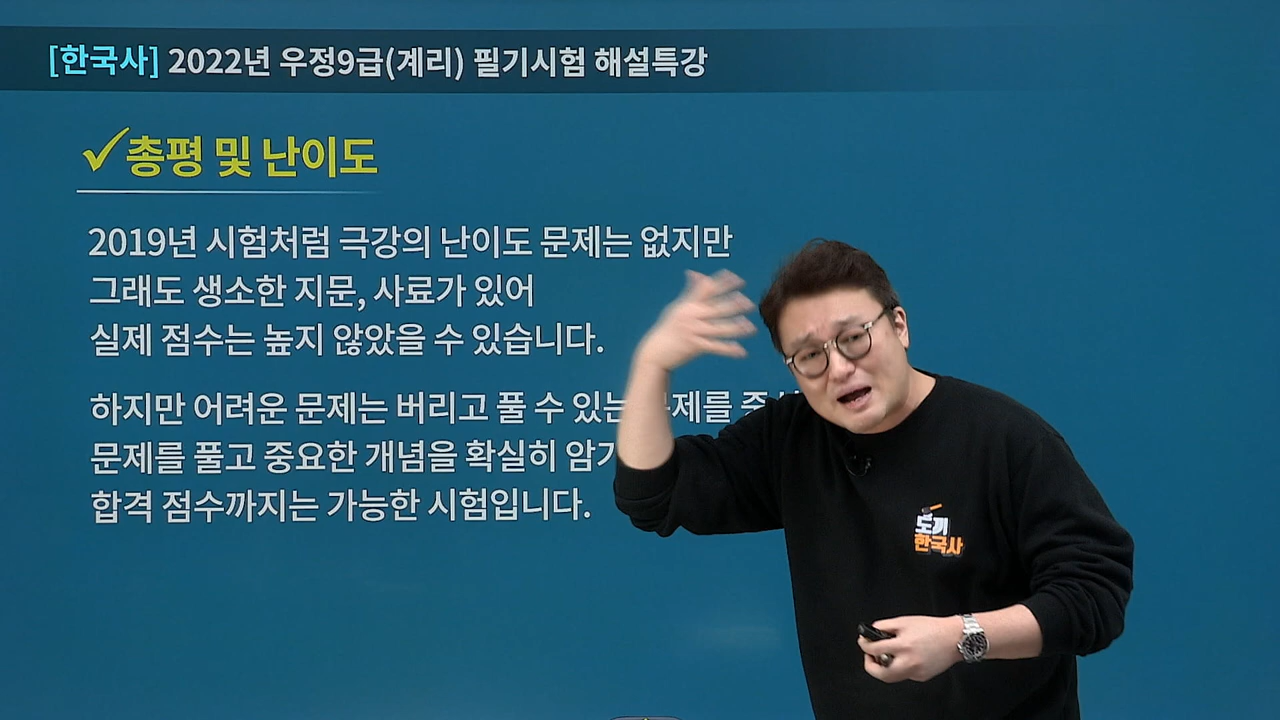 [한국사] 2022년 우정9급(계리) 필기시험 해설특강
총평 및 난이도
2019년 시험처럼 극강의 난이도 문제는 없지만
그래도 생소한 지문, 사료가 있어
실제 점수는 높지 않았을 수 있습니다.
하지만 어려운 문제는 버리고 풀 수 있는
문제를 풀고 중요한 개념을 확실히
합격 점수까지는 가능한 시험입니다.
도끼
한국사